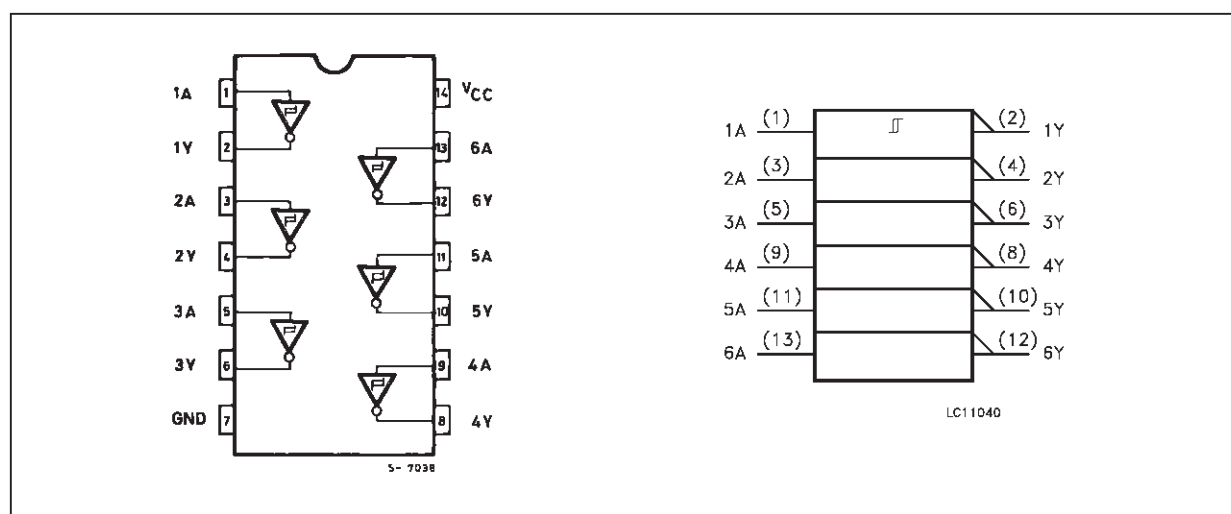 1A 1 14 VCC
1Y 2 13 6A
2A 3 12 6Y
2Y 4 11 5A
3A 5 10 5Y
3Y 6 9 4A
GND 7 8 4Y
S- 7038
1A (1) (2) 1Y
2A (3) (4) 2Y
3A (5) (6) 3Y
4A (9) (8) 4Y
5A (11) (10) 5Y
6A (13) (12) 6Y
LC11040